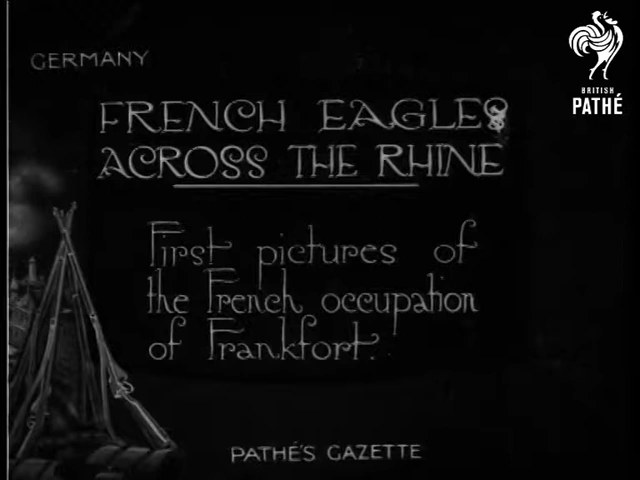 GERMANY
BRITISH
PATHÉ
FRENCH EAGLES
ACROSS THE RHINE
First pictures of
the French occupation
of Frankfort.
PATHÉ'S GAZETTE